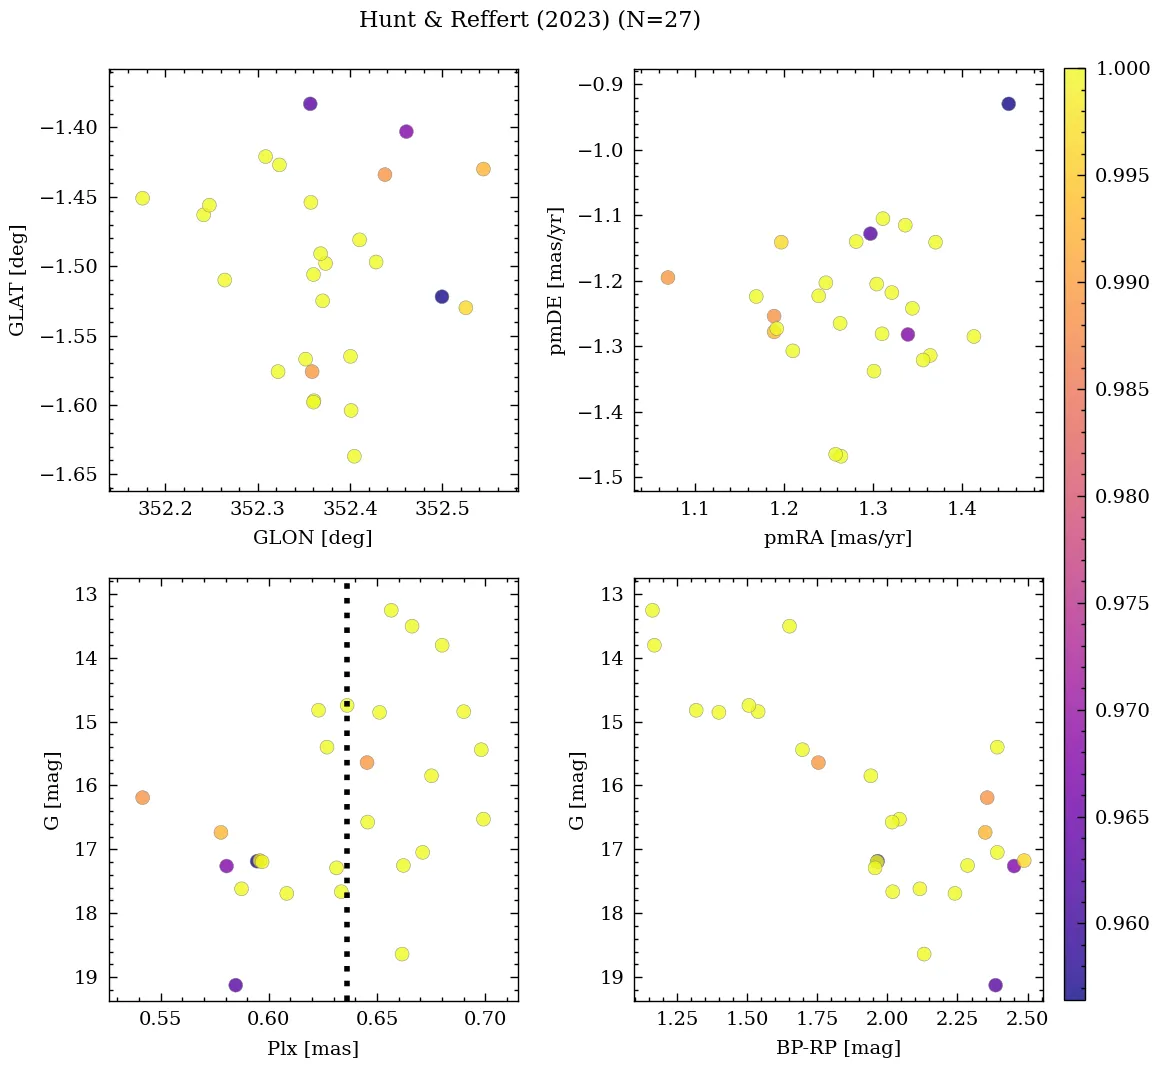 Hunt & Reffert (2023) (N=27)
−1.40
−1.45
−1.50
−1.55
−1.60
−1.65
GLAT [deg]
352.2 352.3 352.4 352.5
GLON [deg]
−0.9
−1.0
−1.1
−1.2
−1.3
−1.4
−1.5
pmDE [mas/yr]
1.1 1.2 1.3 1.4
pmRA [mas/yr]
13
14
15
16
17
18
19
G [mag]
0.55 0.60 0.65 0.70
Plx [mas]
13
14
15
16
17
18
19
G [mag]
1.25 1.50 1.75 2.00 2.25 2.50
BP-RP [mag]
1.000
0.995
0.990
0.985
0.980
0.975
0.970
0.965
0.960